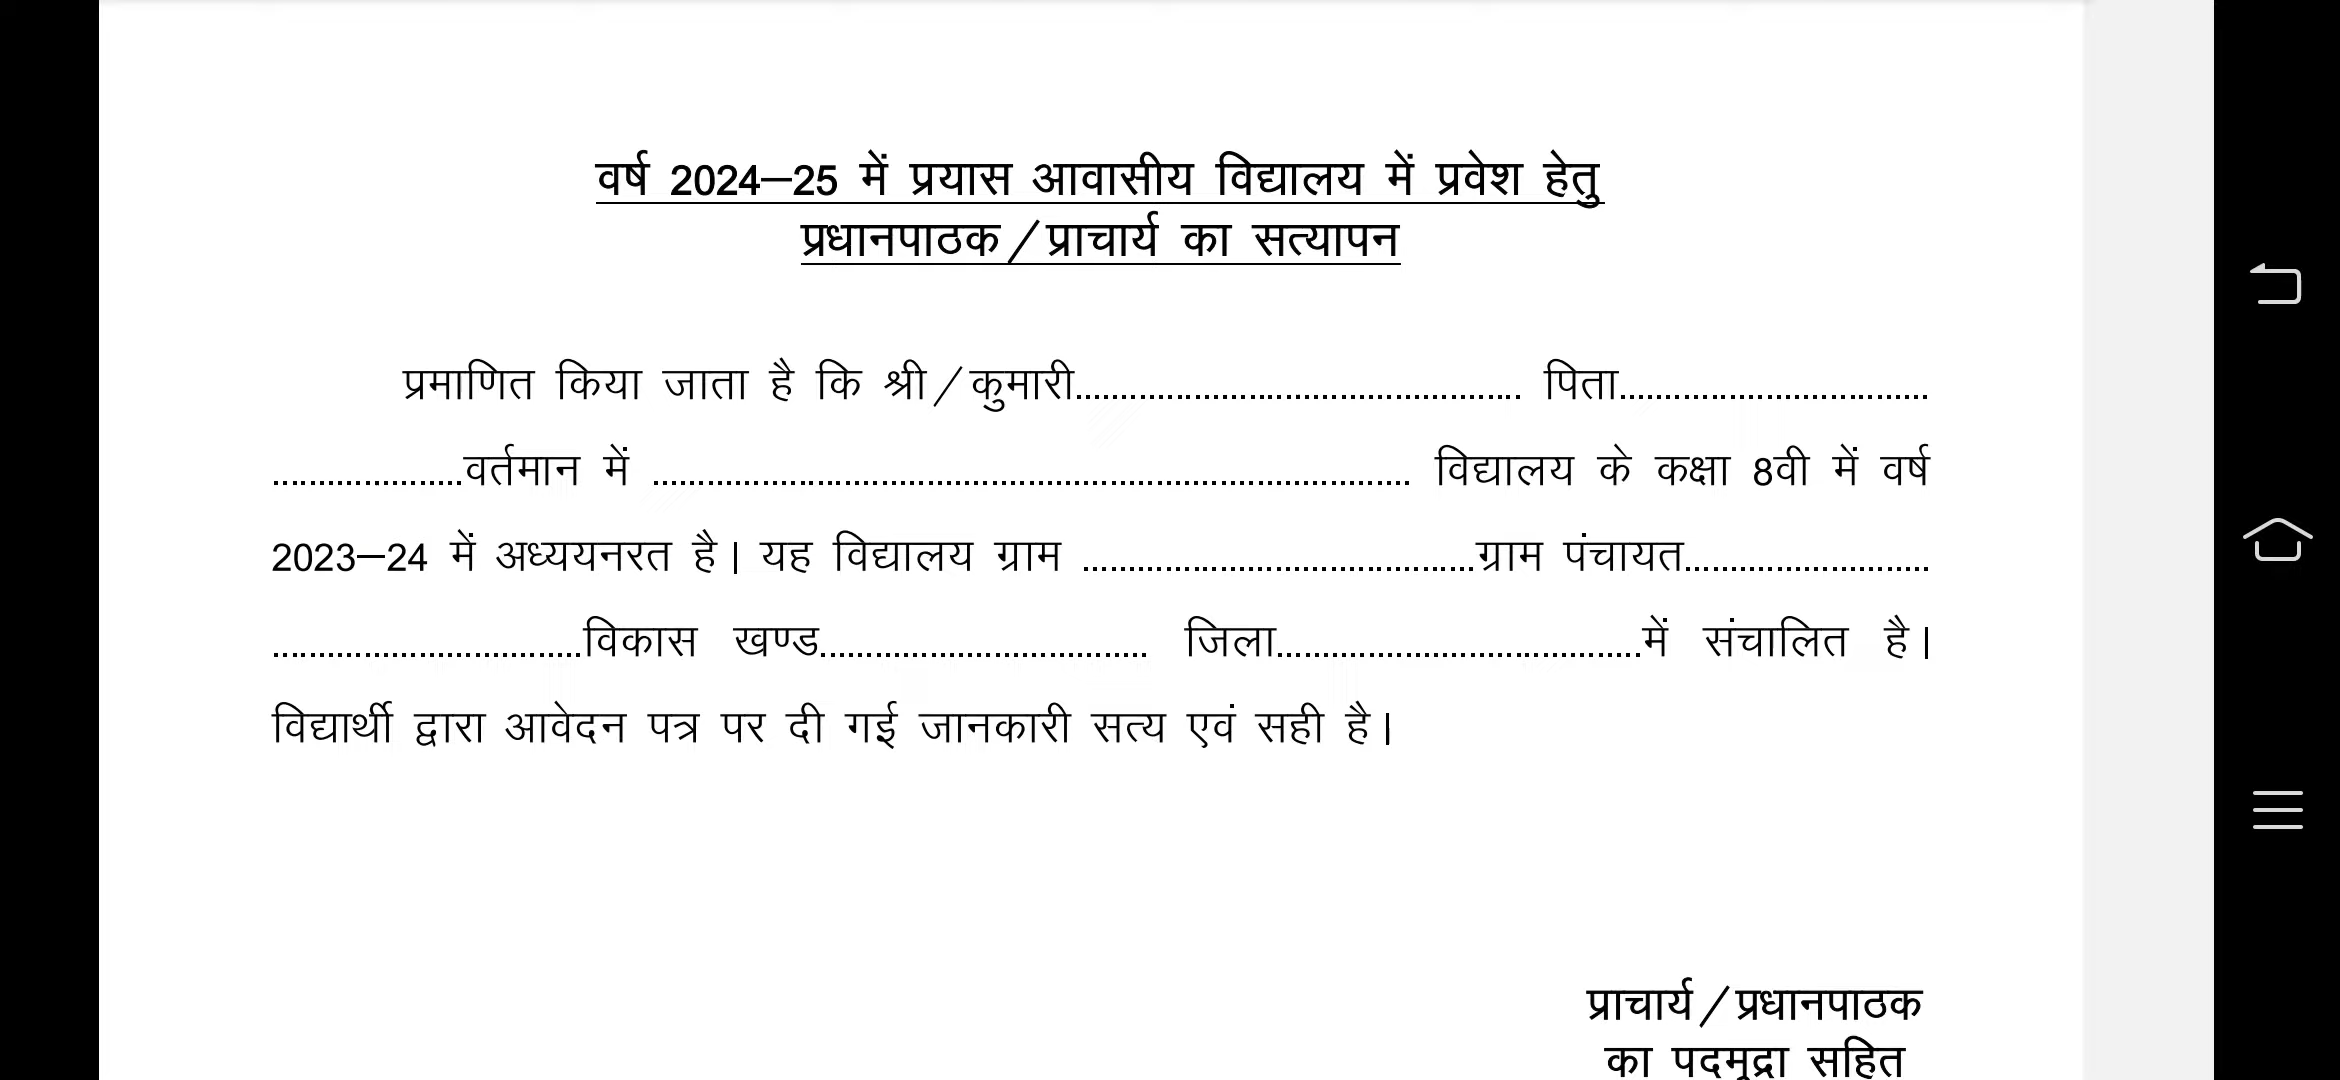 वर्ष 2024–25 में प्रयास आवासीय विद्यालय में प्रवेश हेतु
प्रधानपाठक/प्राचार्य का सत्यापन
प्रमाणित किया जाता है कि श्री/कुमारी................................................ पिता.................................
....................वर्तमान में ................................................................................. विद्यालय के कक्षा 8वी में वर्ष
2023–24 में अध्ययनरत है। यह विद्यालय ग्राम ..........................................ग्राम पंचायत..........................
.................................विकास खण्ड................................... जिला.......................................में संचालित है।
विद्यार्थी द्वारा आवेदन पत्र पर दी गई जानकारी सत्य एवं सही है।
प्राचार्य/प्रधानपाठक
का पदमुद्रा सहित